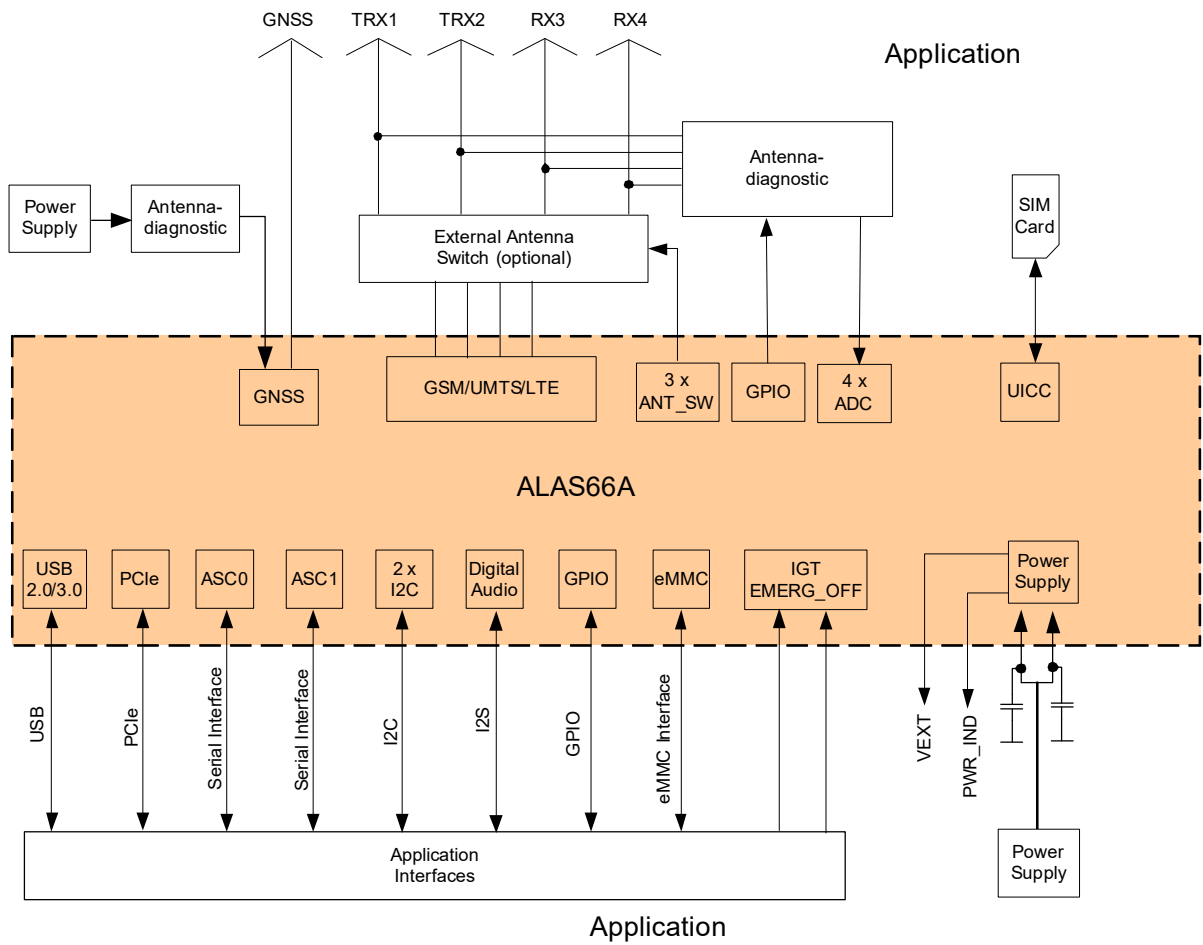 GNSS
TRX1
TRX2
RX3
RX4
Application
Power
Supply
Antenna-
diagnostic
Antenna-
diagnostic
External Antenna
Switch (optional)
SIM
Card
GNSS
GSM/UMTS/LTE
3 x
ANT_SW
GPIO
4 x
ADC
UICC
ALAS66A
USB
2.0/3.0
PCIe
ASC0
ASC1
2 x
I2C
Digital
Audio
GPIO
eMMC
IGT
EMERG_OFF
Power
Supply
USB
PCIe
Serial Interface
Serial Interface
I2C
I2S
GPIO
eMMC Interface
VEXT
PWR_IND
Application
Interfaces
Power
Supply
Application